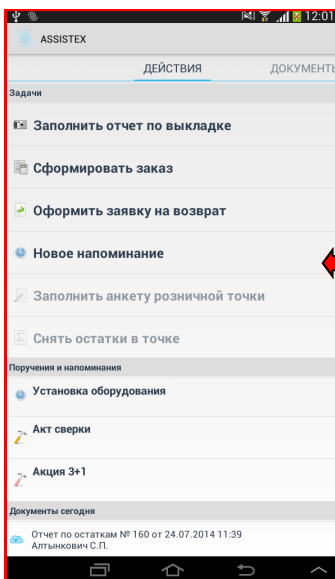 12:01
ASSISTEX
ДЕЙСТВИЯ ДОКУМЕНТЫ
Задачи
Заполнить отчет по выкладке
Сформировать заказ
Оформить заявку на возврат
Новое напоминание
Заполнить анкету розничной точки
Снять остатки в точке
Поручения и напоминания
Установка оборудования
Акт сверки
Акция 3+1
Документы сегодня
Отчет по остаткам № 160 от 24.07.2014 11:39
Алтынкович С.П.